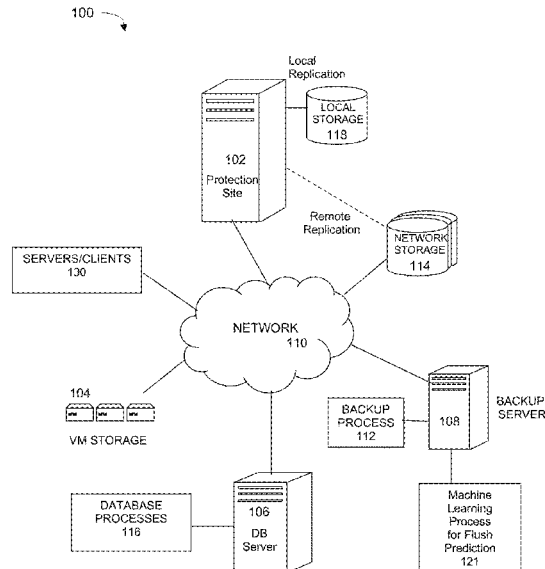 100
Local
Replication
LOCAL
STORAGE
118
102
Protection
Site
Remote
Replication
NETWORK
STORAGE
114
SERVERS/CLIENTS
130
NETWORK
110
104
VM STORAGE
BACKUP
PROCESS
112
108
BACKUP
SERVER
DATABASE
PROCESSES
116
106
DB
Server
Machine
Learning
Process
for Flush
Prediction
121